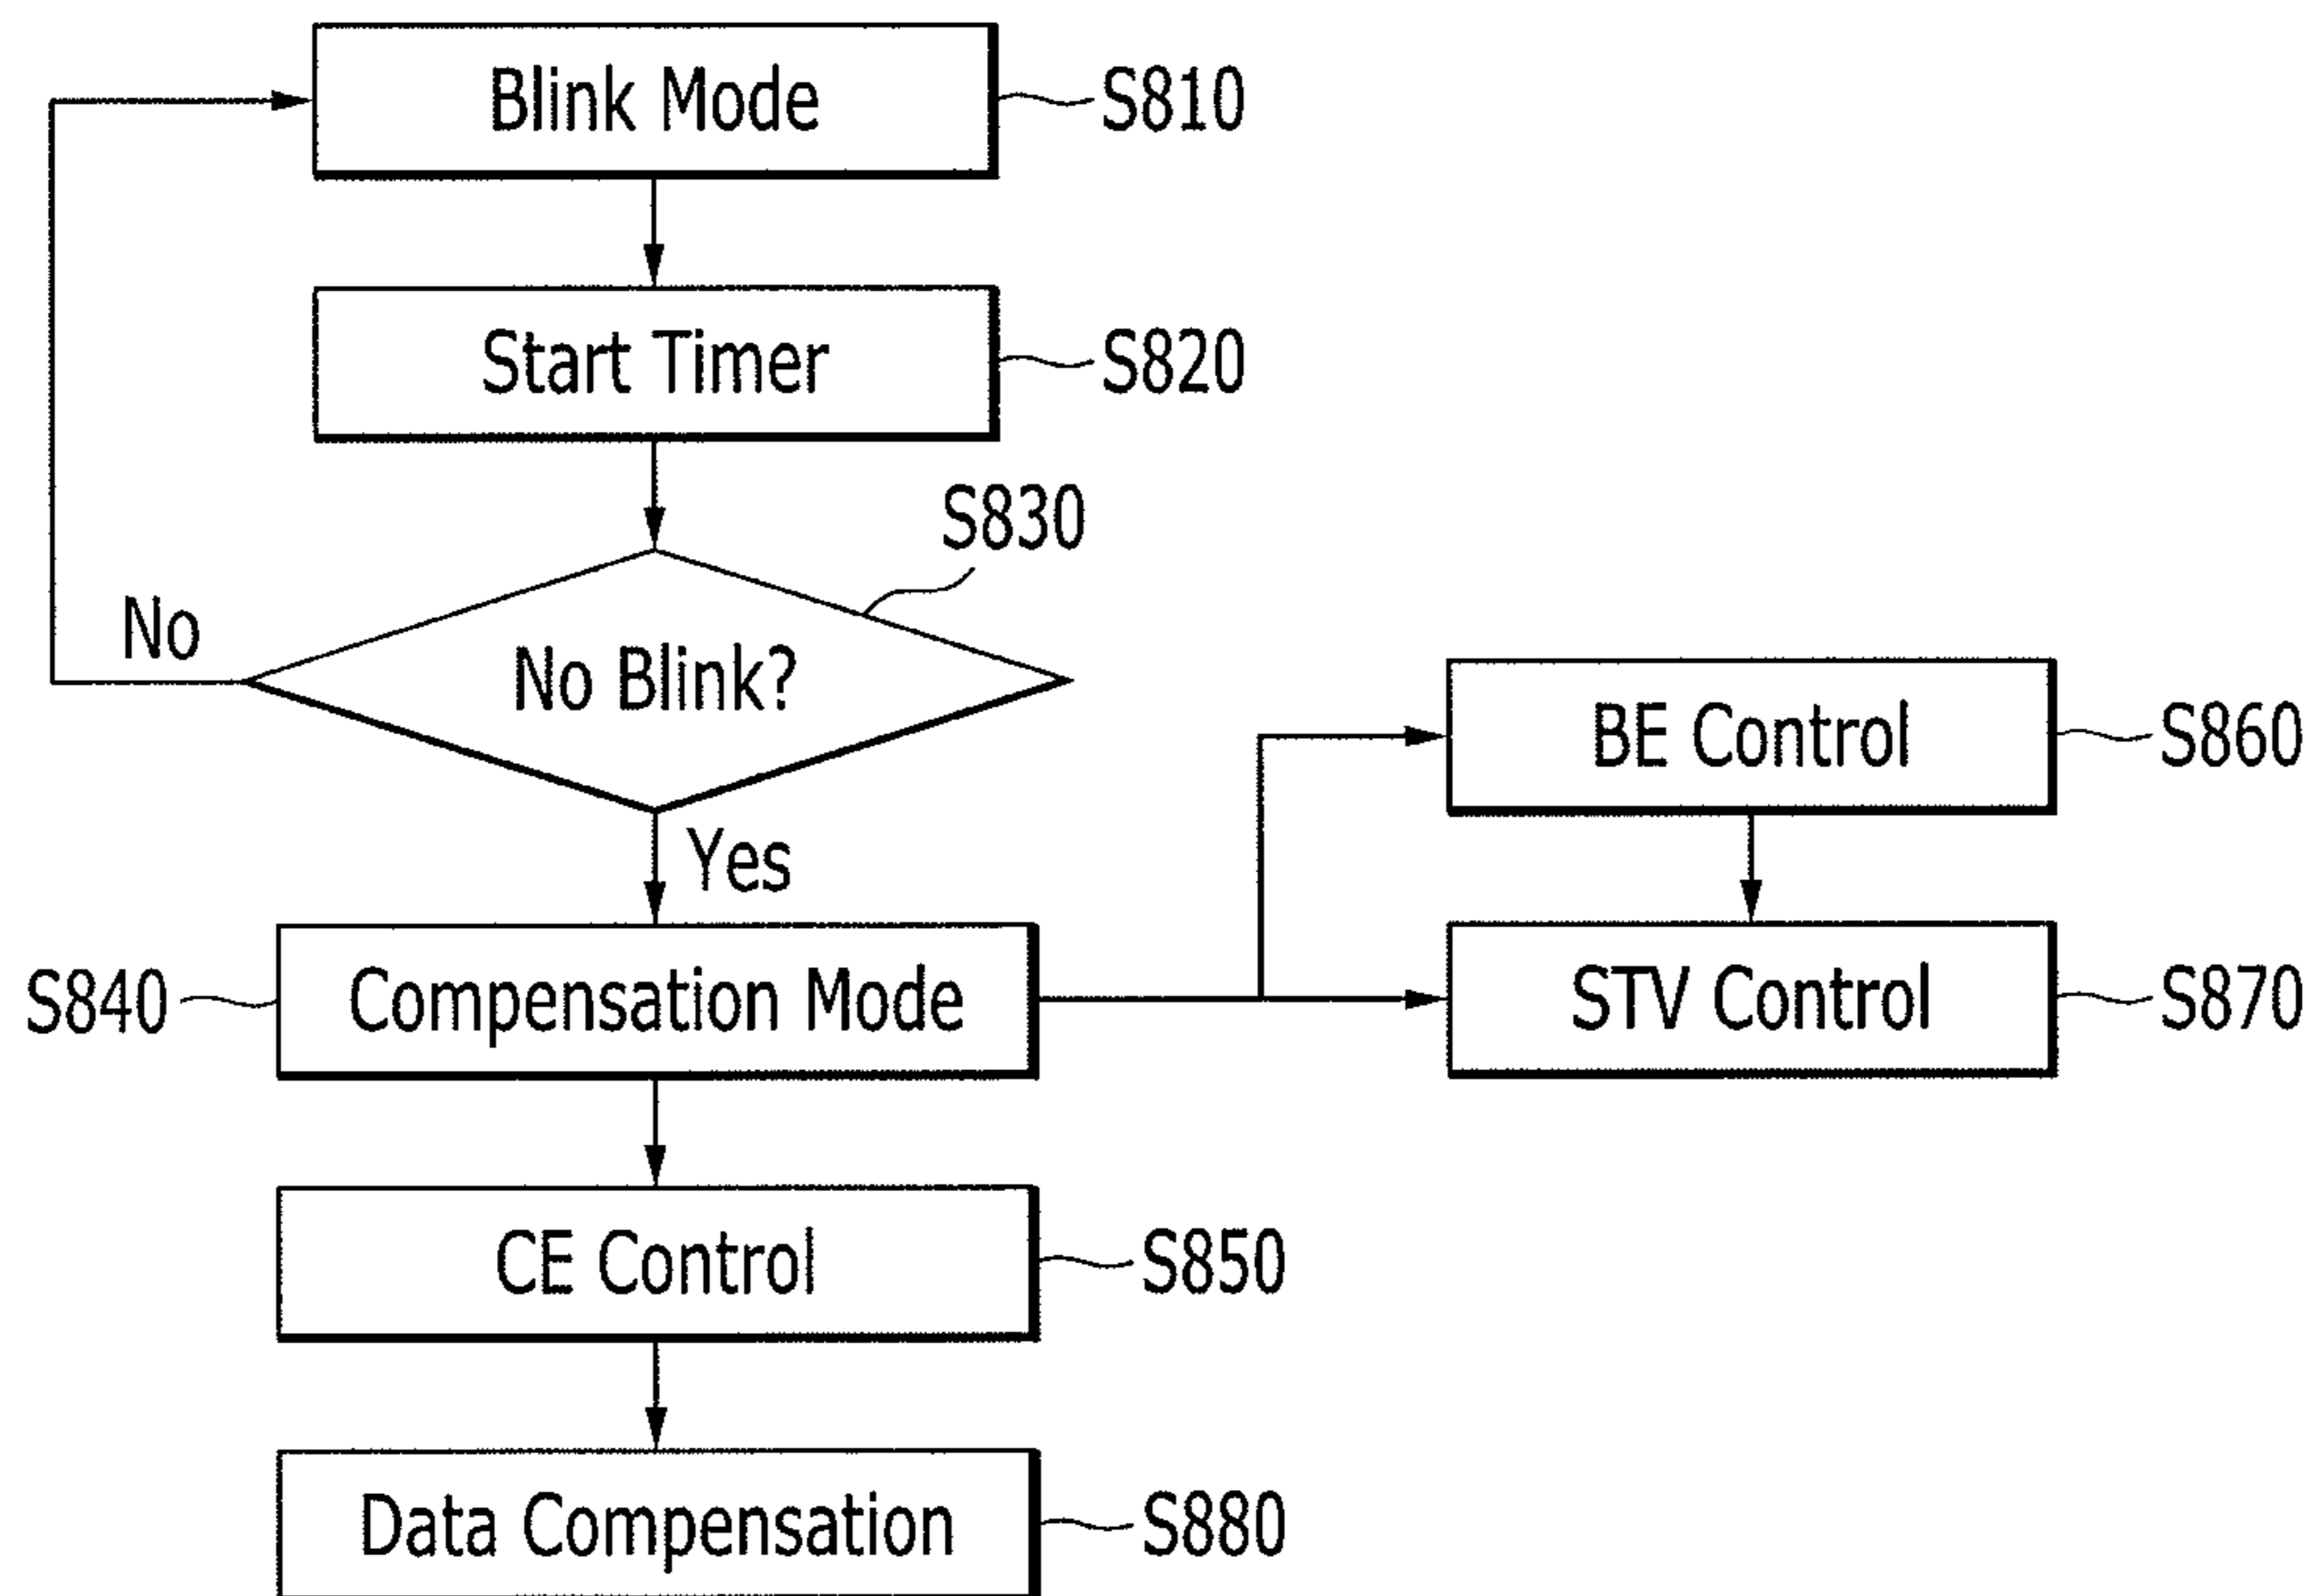 Blink Mode
S810
Start Timer
S820
S830
No
No Blink?
Yes
BE Control
S860
S840
Compensation Mode
STV Control
S870
CE Control
S850
Data Compensation
S880